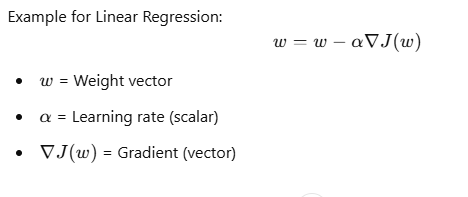 Example for Linear Regression:
w = w − α∇J(w)
• w = Weight vector
• α = Learning rate (scalar)
• ∇J(w) = Gradient (vector)